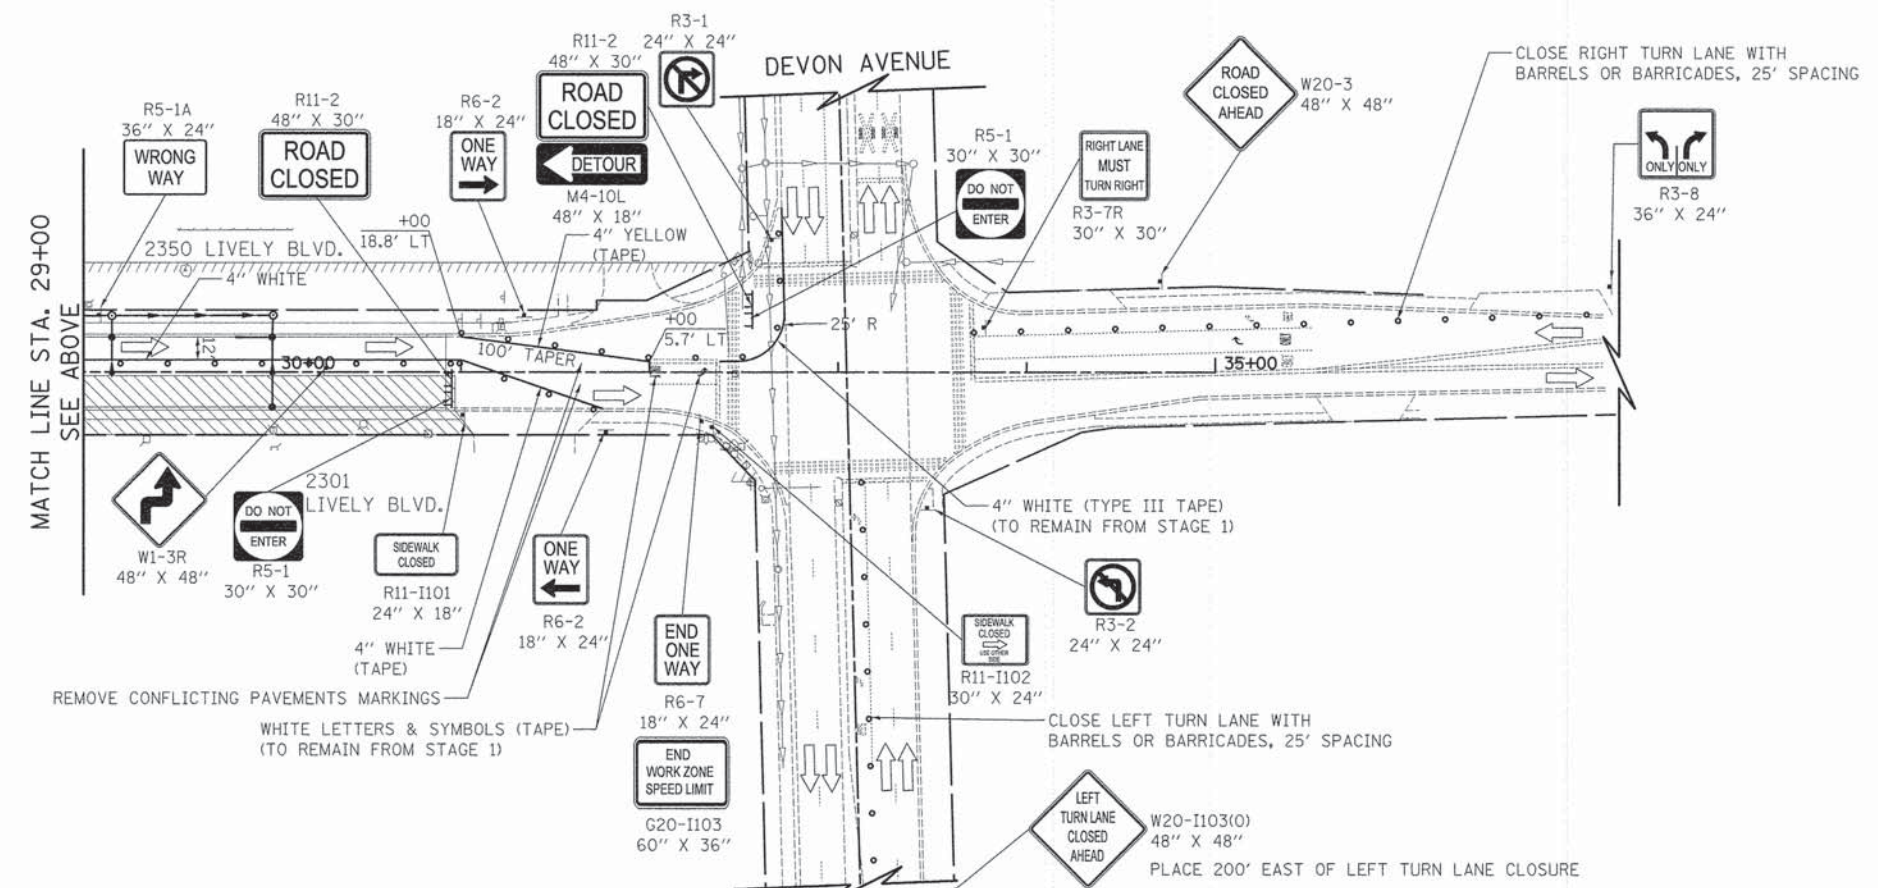 R3-1
24" X 24"
R11-2
48" X 30"
ROAD
CLOSED
DETOUR
M4-10L
48" X 18"
DEVON AVENUE
ROAD
CLOSED
AHEAD
W20-3
48" X 48"
CLOSE RIGHT TURN LANE WITH
BARRELS OR BARRICADES, 25' SPACING
R5-1A
36" X 24"
WRONG
WAY
R11-2
48" X 30"
ROAD
CLOSED
R6-2
18" X 24"
ONE
WAY
R5-1
30" X 30"
DO NOT
ENTER
RIGHT LANE
MUST
TURN RIGHT
R3-7R
30" X 30"
ONLY ONLY
R3-8
36" X 24"
MATCH LINE STA. 29+00
SEE ABOVE
2350 LIVELY BLVD.
4" WHITE
+00
18.8' LT
4" YELLOW
(TAPE)
12'
30+00
100' TAPER
+00
5.7' LT
25' R
35+00
W1-3R
48" X 48"
2301
LIVELY BLVD.
DO NOT
ENTER
R5-1
30" X 30"
SIDEWALK
CLOSED
R11-I101
24" X 18"
ONE
WAY
R6-2
18" X 24"
4" WHITE
(TAPE)
REMOVE CONFLICTING PAVEMENTS MARKINGS
WHITE LETTERS & SYMBOLS (TAPE)
(TO REMAIN FROM STAGE 1)
END
ONE
WAY
R6-7
18" X 24"
END
WORK ZONE
SPEED LIMIT
G20-I103
60" X 36"
4" WHITE (TYPE III TAPE)
(TO REMAIN FROM STAGE 1)
R3-2
24" X 24"
SIDEWALK
CLOSED
USE OTHER
SIDE
R11-I102
30" X 24"
CLOSE LEFT TURN LANE WITH
BARRELS OR BARRICADES, 25' SPACING
LEFT
TURN LANE
CLOSED
AHEAD
W20-I103(O)
48" X 48"
PLACE 200' EAST OF LEFT TURN LANE CLOSURE